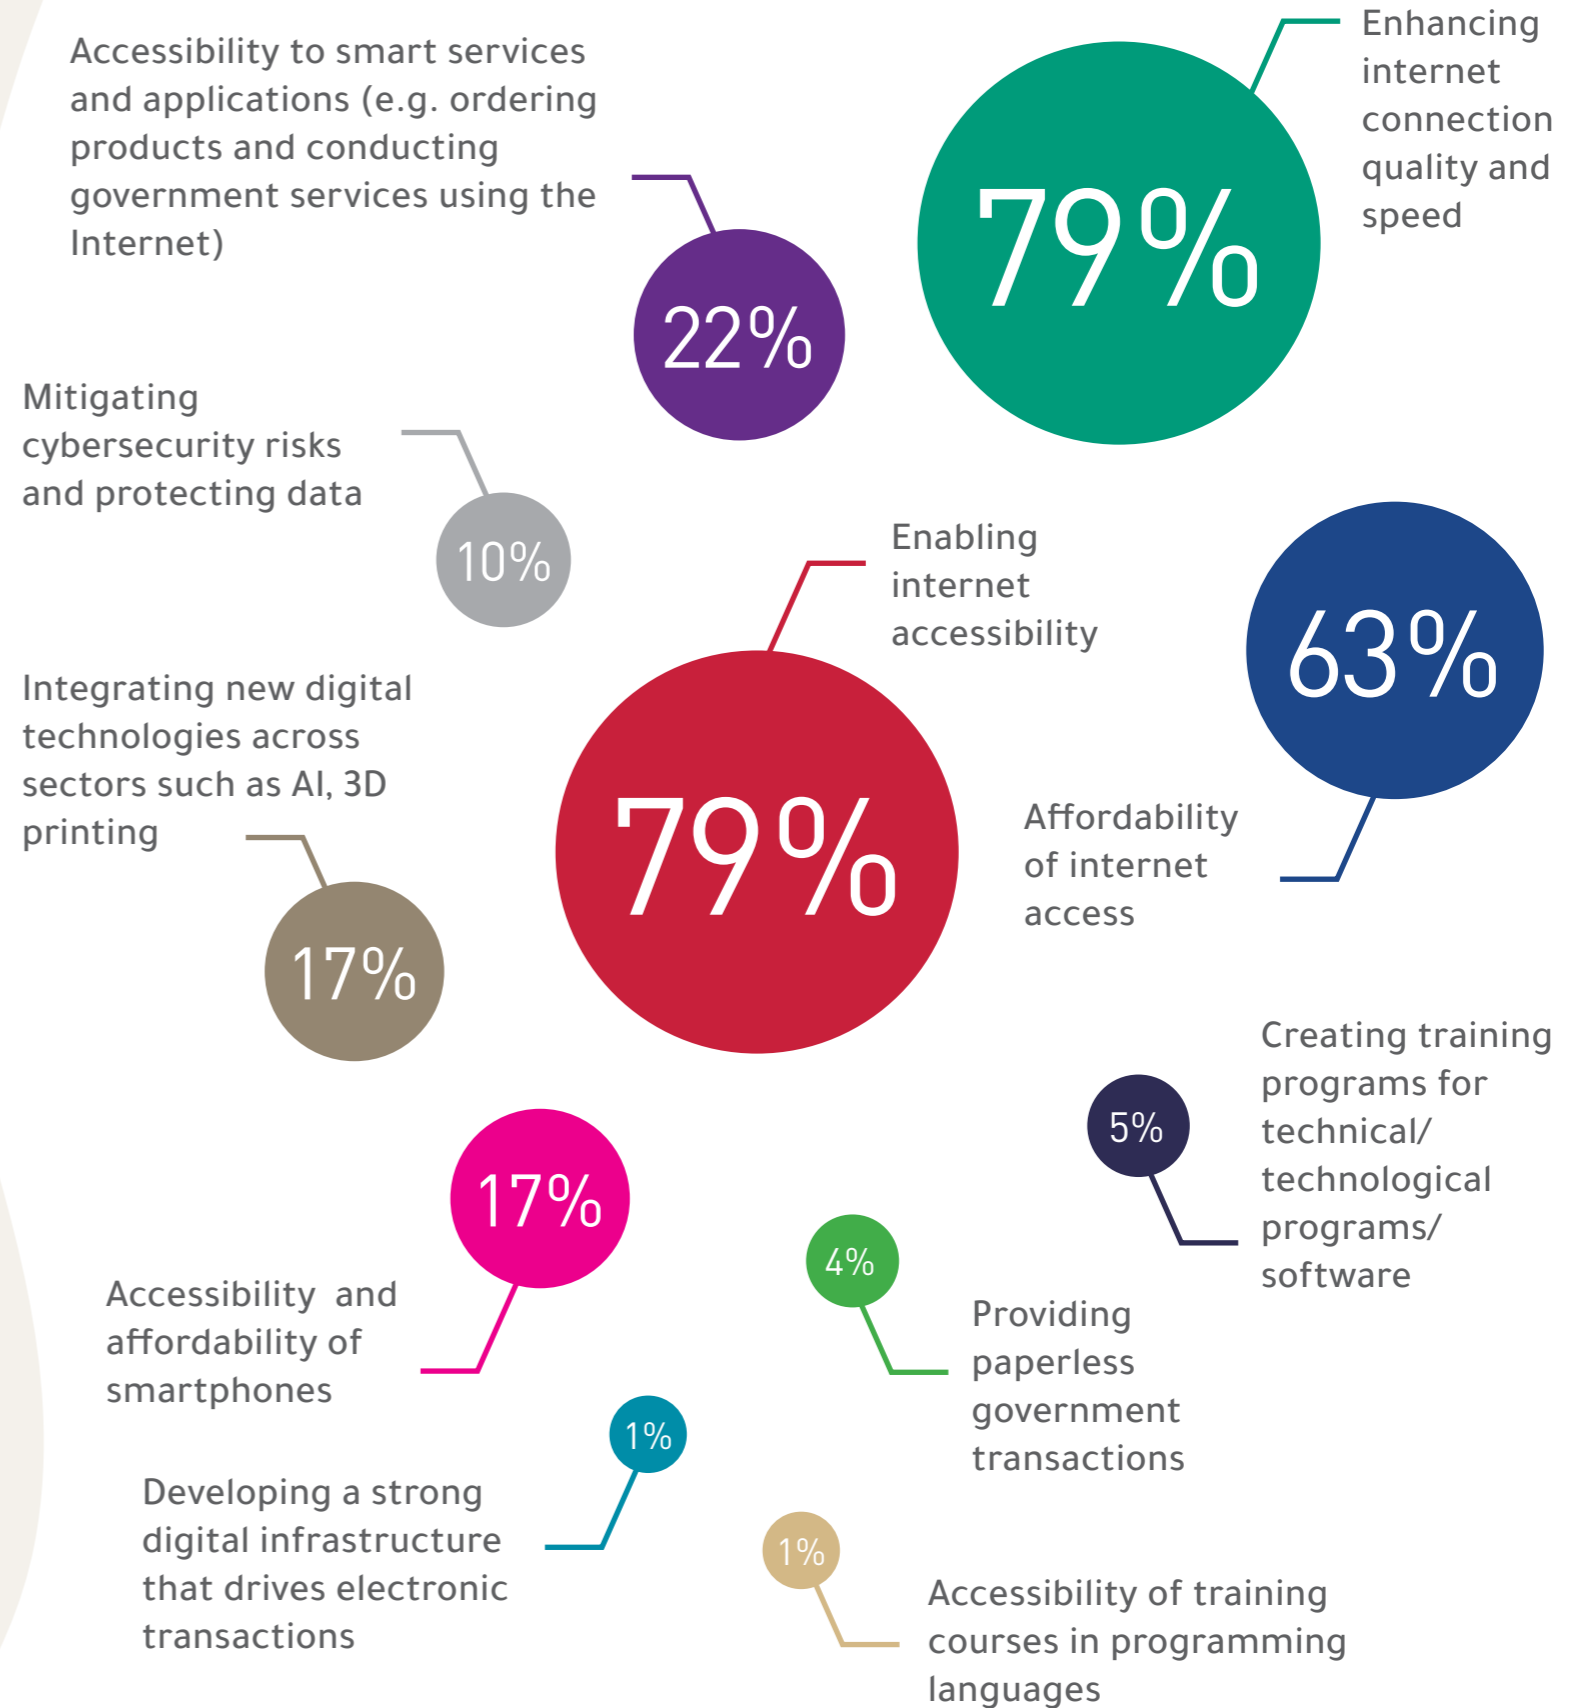 Accessibility to smart services
and applications (e.g. ordering
products and conducting
government services using the
Internet)
22%
Enhancing
internet
connection
quality and
speed
79%
Mitigating
cybersecurity risks
and protecting data
10%
Enabling
internet
accessibility
79%
63%
Affordability
of internet
access
Integrating new digital
technologies across
sectors such as AI, 3D
printing
17%
Creating training
programs for
technical/
technological
programs/
software
5%
17%
Accessibility and
affordability of
smartphones
4%
Providing
paperless
government
transactions
1%
Developing a strong
digital infrastructure
that drives electronic
transactions
1%
Accessibility of training
courses in programming
languages